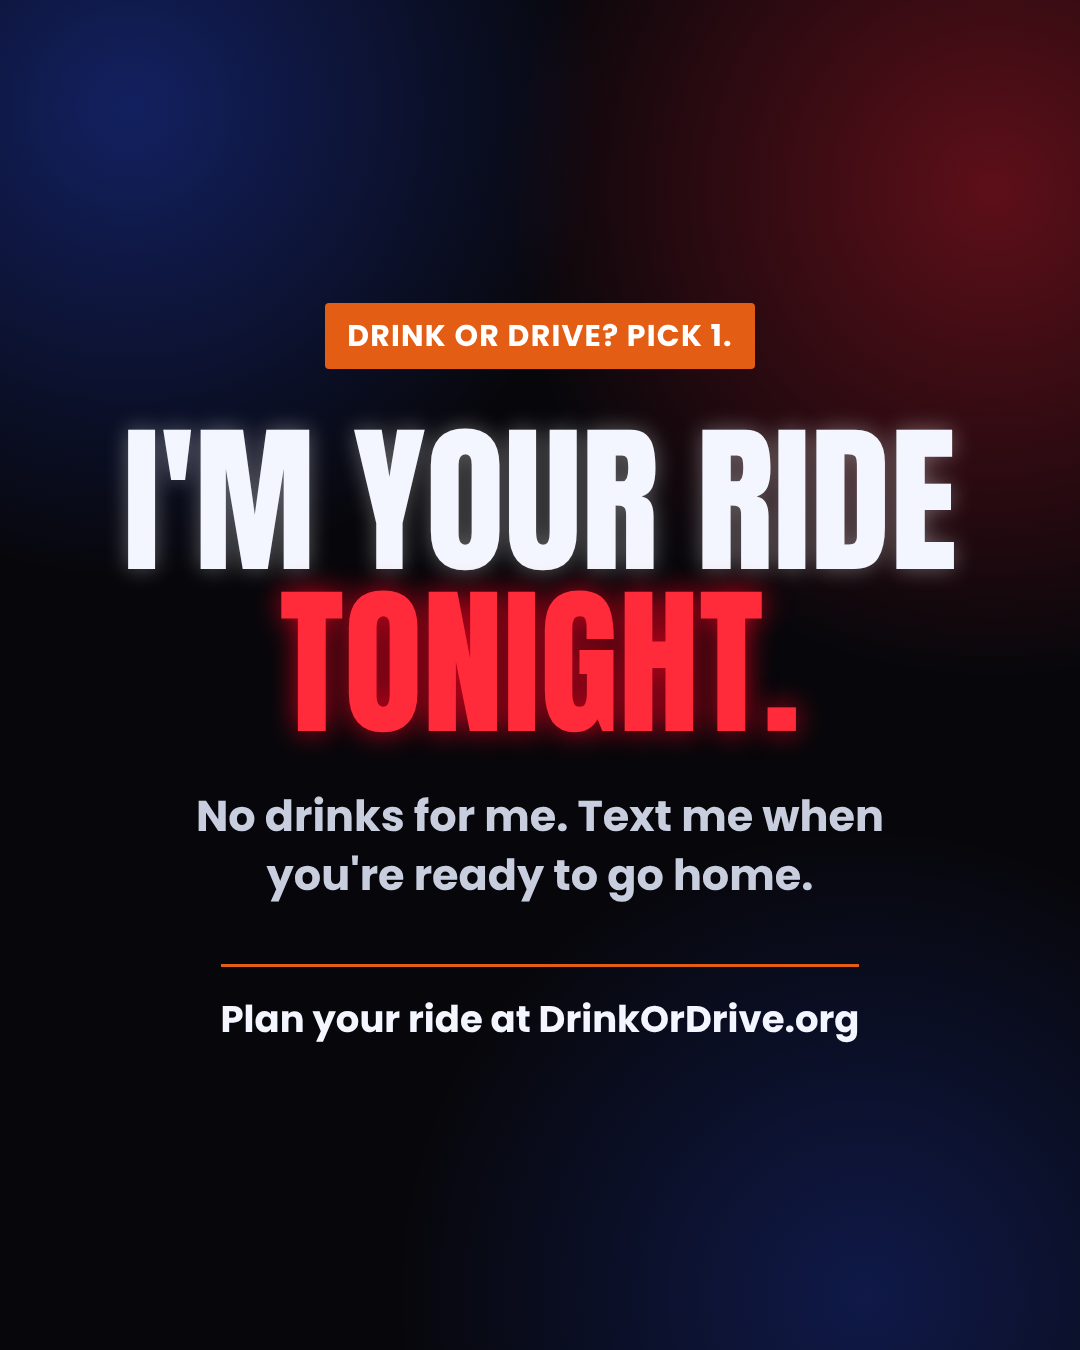 DRINK OR DRIVE? PICK 1.
I'M YOUR RIDE
TONIGHT.
No drinks for me. Text me when
you're ready to go home.
Plan your ride at DrinkOrDrive.org